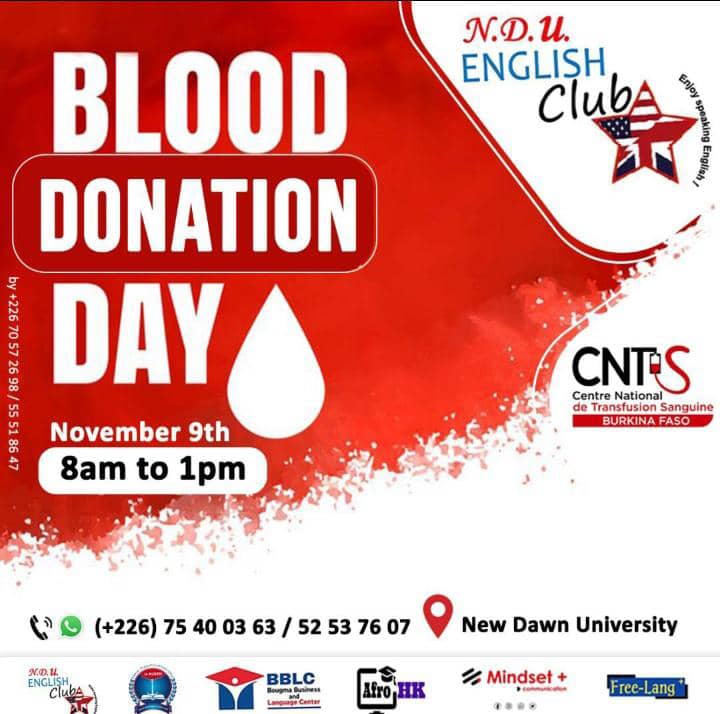 N.D.U.
ENGLISH
Club
Enjoy speaking English !
BLOOD
DONATION
DAY
by +226 70 57 26 98 / 55 51 86 47
November 9th
8am to 1pm
CNTS
Centre National
de Transfusion Sanguine
BURKINA FASO
(+226) 75 40 03 63 / 52 53 76 07
New Dawn University
N.D.U.
ENGLISH
Club
BBLC
Bougma Business
and
Language Center
Afro HK
Mindset +
communication
Free-Lang+